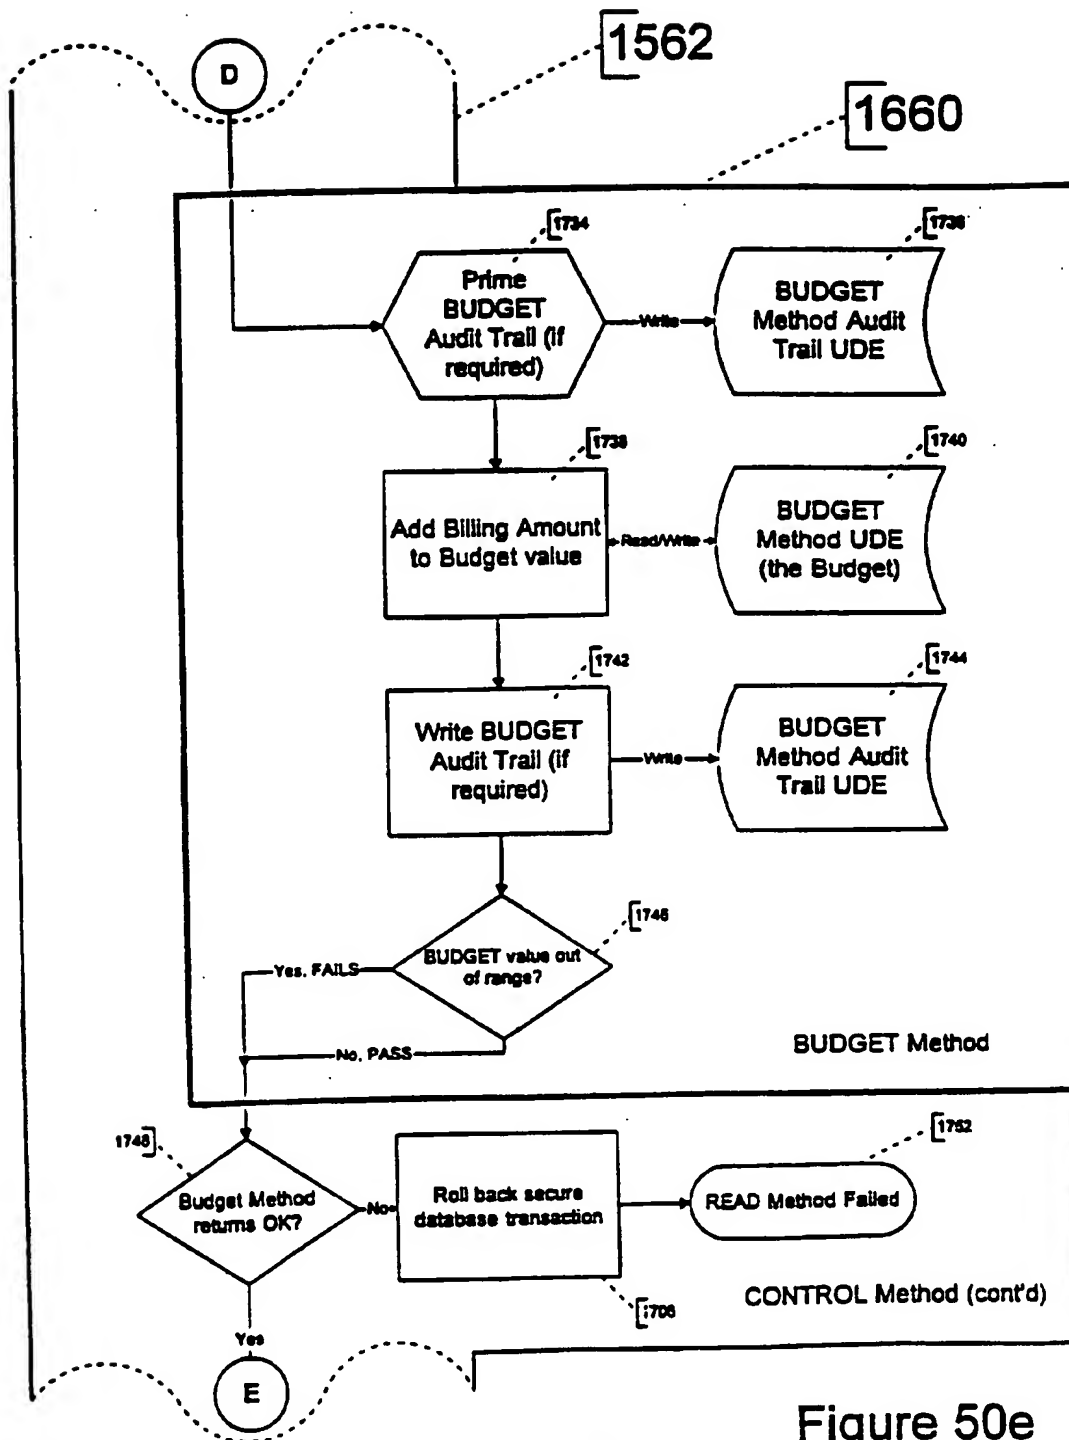 D
1562
1660
1734
Prime
BUDGET
Audit Trail (if
required)
Write
1736
BUDGET
Method Audit
Trail UDE
1738
Add Billing Amount
to Budget value
Read/Write
1740
BUDGET
Method UDE
(the Budget)
1742
Write BUDGET
Audit Trail (if
required)
Write
1744
BUDGET
Method Audit
Trail UDE
1746
BUDGET value out
of range?
Yes, FAILS
No, PASS
BUDGET Method
1748
Budget Method
returns OK?
No
Roll back secure
database transaction
READ Method Failed
1752
CONTROL Method (cont'd)
Yes
E
Figure 50e